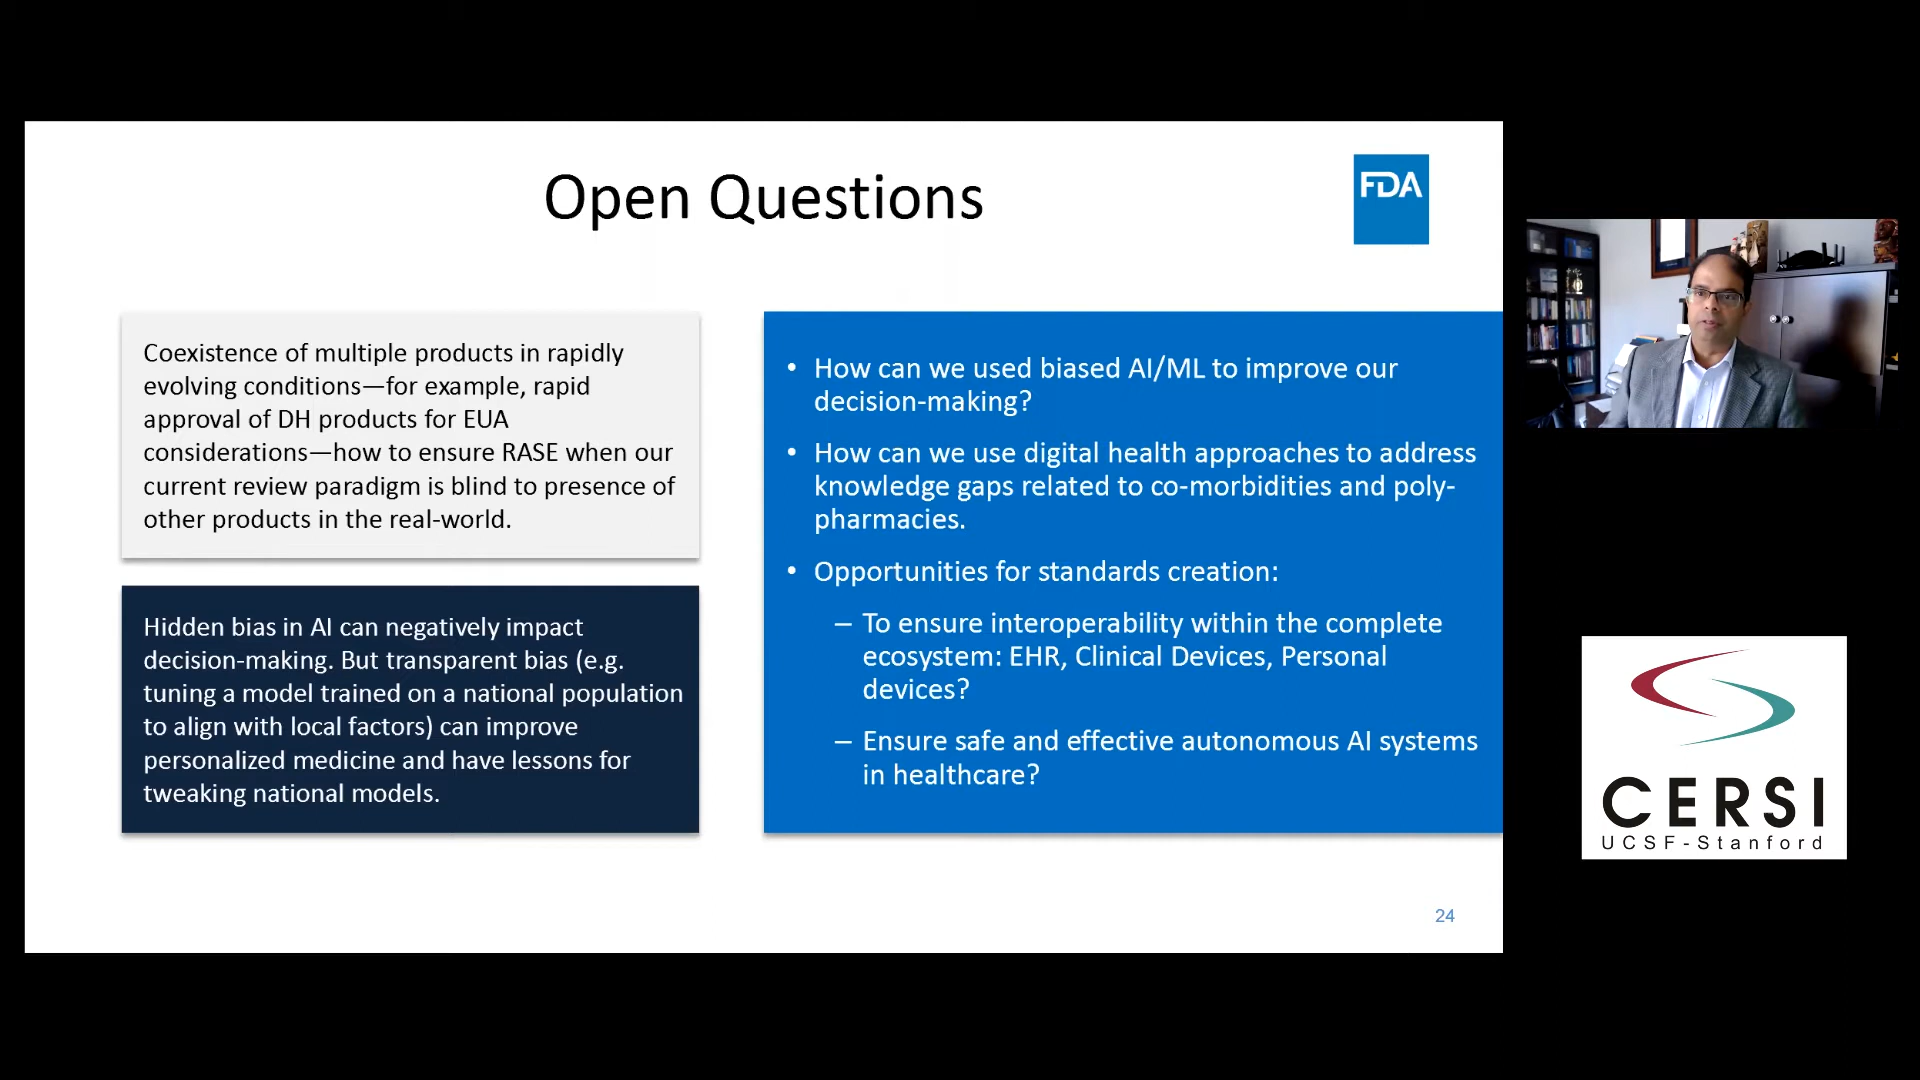 Open Questions
FDA
Coexistence of multiple products in rapidly
evolving conditions—for example, rapid
approval of DH products for EUA
considerations—how to ensure RASE when our
current review paradigm is blind to presence of
other products in the real-world.
Hidden bias in AI can negatively impact
decision-making. But transparent bias (e.g.
tuning a model trained on a national population
to align with local factors) can improve
personalized medicine and have lessons for
tweaking national models.
• How can we used biased AI/ML to improve our
decision-making?
• How can we use digital health approaches to address
knowledge gaps related to co-morbidities and poly-
pharmacies.
• Opportunities for standards creation:
– To ensure interoperability within the complete
ecosystem: EHR, Clinical Devices, Personal
devices?
– Ensure safe and effective autonomous AI systems
in healthcare?
24
CERSI
UCSF-Stanford